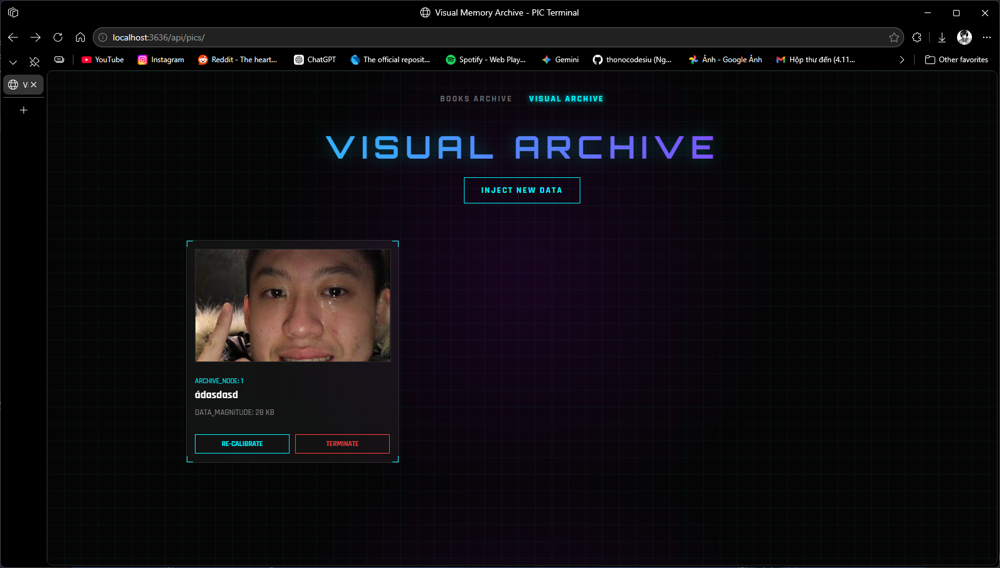 Visual Memory Archive - PIC Terminal
localhost:3636/api/pics/
YouTube
Instagram
Reddit - The heart...
ChatGPT
The official reposit...
Spotify - Web Play...
Gemini
thonocodesiu (Ng...
Ảnh - Google Ảnh
Hộp thư đến (4.11...
Other favorites
BOOKS ARCHIVE
VISUAL ARCHIVE
VISUAL ARCHIVE
INJECT NEW DATA
ARCHIVE_NODE: 1
ádasdasd
DATA_MAGNITUDE: 28 KB
RE-CALIBRATE
TERMINATE